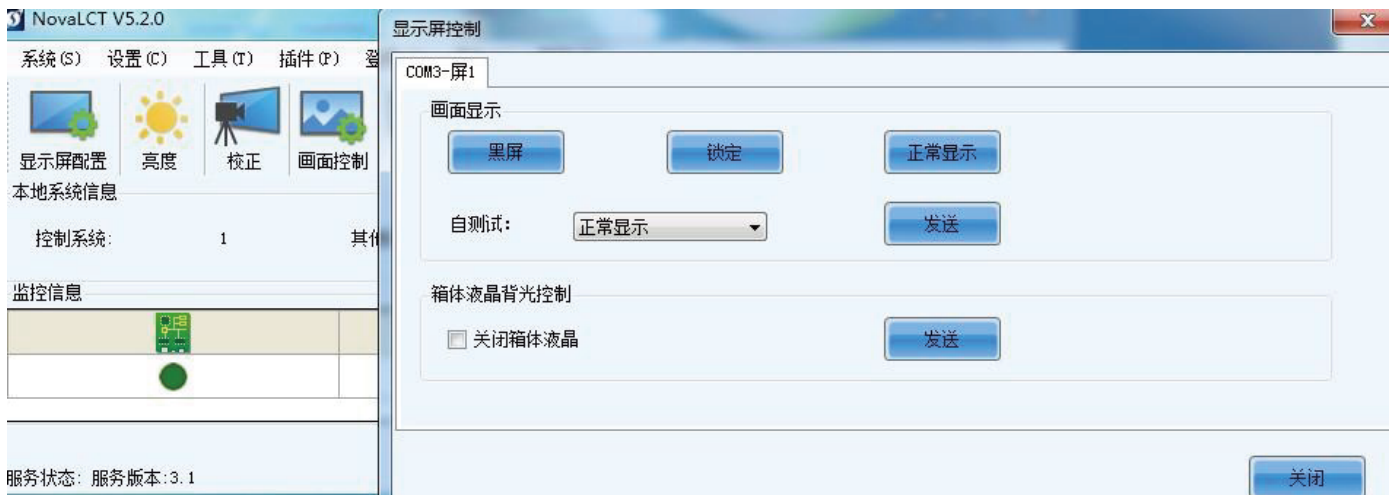 NovaLCT V5.2.0
系统(S) 设置(C) 工具(T) 插件(P) 登
显示屏配置 亮度 校正 画面控制
本地系统信息
控制系统: 1 其他
监控信息
服务状态: 服务版本:3.1
显示屏控制
COM3-屏1
画面显示
黑屏 锁定 正常显示
自测试: 正常显示 发送
箱体液晶背光控制
关闭箱体液晶 发送
关闭